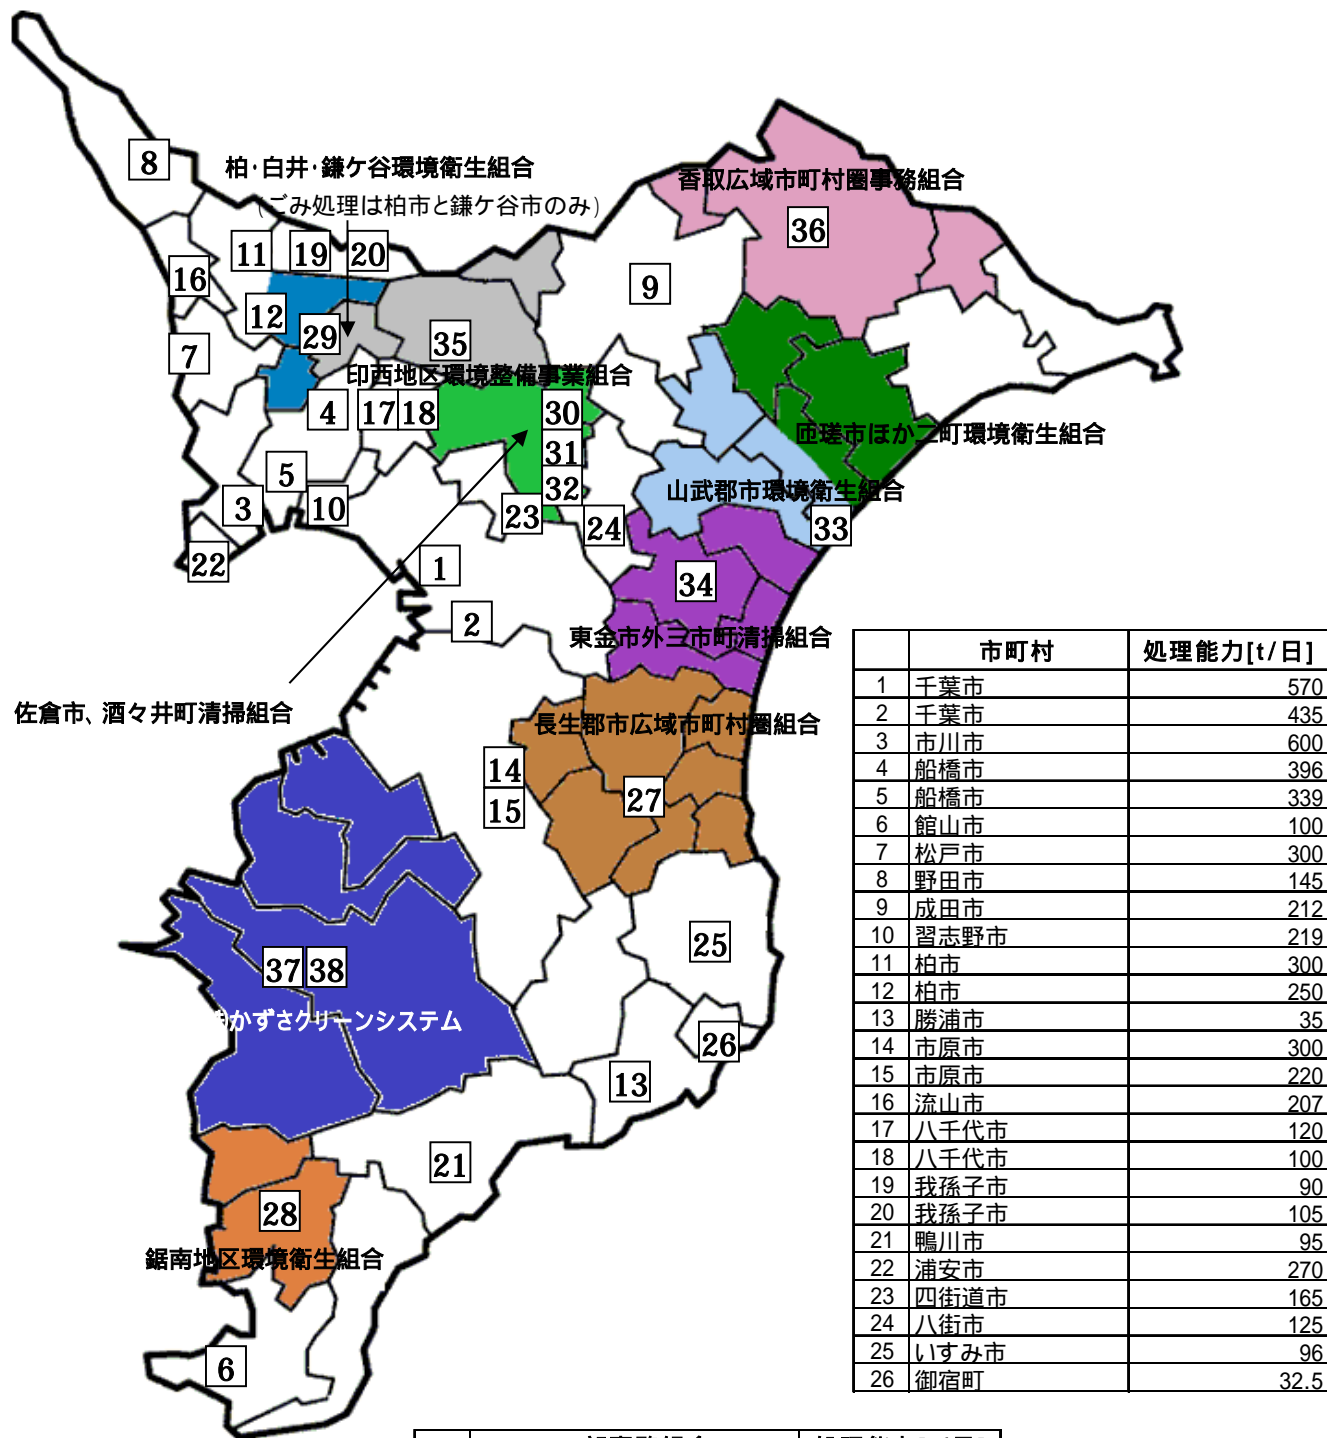 8
柏・白井・鎌ケ谷環境衛生組合
(ごみ処理は柏市と鎌ケ谷市のみ)
香取広域市町村圏事務組合
36
11 19 20
16
9
12
29
7
35
印西地区環境整備事業組合
4 17 18 30
匝瑳市ほか二町環境衛生組合
31
5
32
山武郡市環境衛生組合
3 10 23 24 33
22
1
34
2
東金市外三市町清掃組合
佐倉市、酒々井町清掃組合
長生郡市広域市町村圏組合
14
27
15
25
37 38
㈱かずさクリーンシステム
26
13
21
28
鋸南地区環境衛生組合
6
市町村 処理能力[t/日]
1 千葉市 570
2 千葉市 435
3 市川市 600
4 船橋市 396
5 船橋市 339
6 館山市 100
7 松戸市 300
8 野田市 145
9 成田市 212
10 習志野市 219
11 柏市 300
12 柏市 250
13 勝浦市 35
14 市原市 300
15 市原市 220
16 流山市 207
17 八千代市 120
18 八千代市 100
19 我孫子市 90
20 我孫子市 105
21 鴨川市 95
22 浦安市 270
23 四街道市 165
24 八街市 125
25 いすみ市 96
26 御宿町 32.5